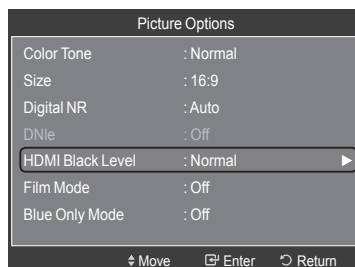 Picture Options
Color Tone : Normal
Size : 16:9
Digital NR : Auto
DNIe : Off
HDMI Black Level : Normal
Film Mode : Off
Blue Only Mode : Off
Move Enter Return